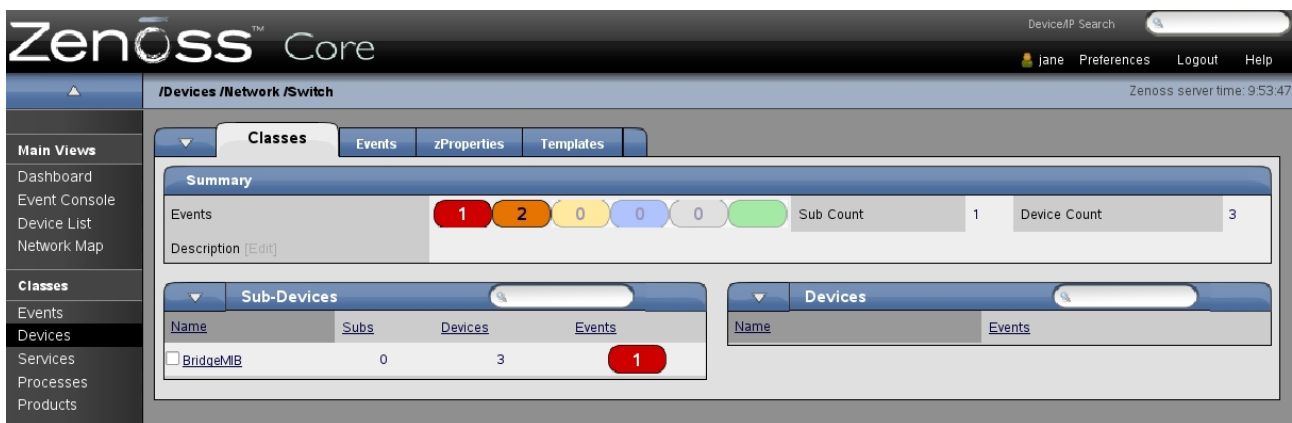 Zenoss™ Core
Device/IP Search
jane Preferences Logout Help
/Devices /Network /Switch
Zenoss server time: 9:53:47
Main Views
Dashboard
Event Console
Device List
Network Map
Classes
Events
Devices
Services
Processes
Products
Classes Events zProperties Templates
Summary
Events 1 2 0 0 0 Sub Count 1 Device Count 3
Description [Edit]
Sub-Devices
Name Subs Devices Events
BridgeMIB 0 3 1
Devices
Name Events